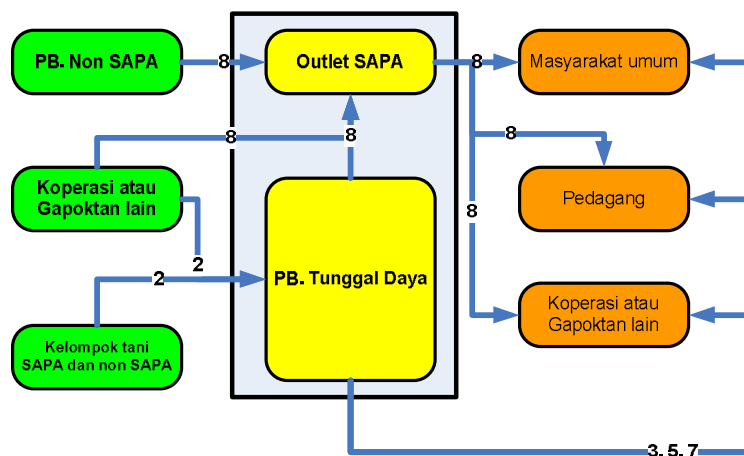 PB. Non SAPA
8
Outlet SAPA
8
Masyarakat umum
8
8
8
Koperasi atau
Gapoktan lain
Pedagang
8
2
2
PB. Tunggal Daya
Koperasi atau
Gapoktan lain
Kelompok tani
SAPA dan non SAPA
3, 5, 7